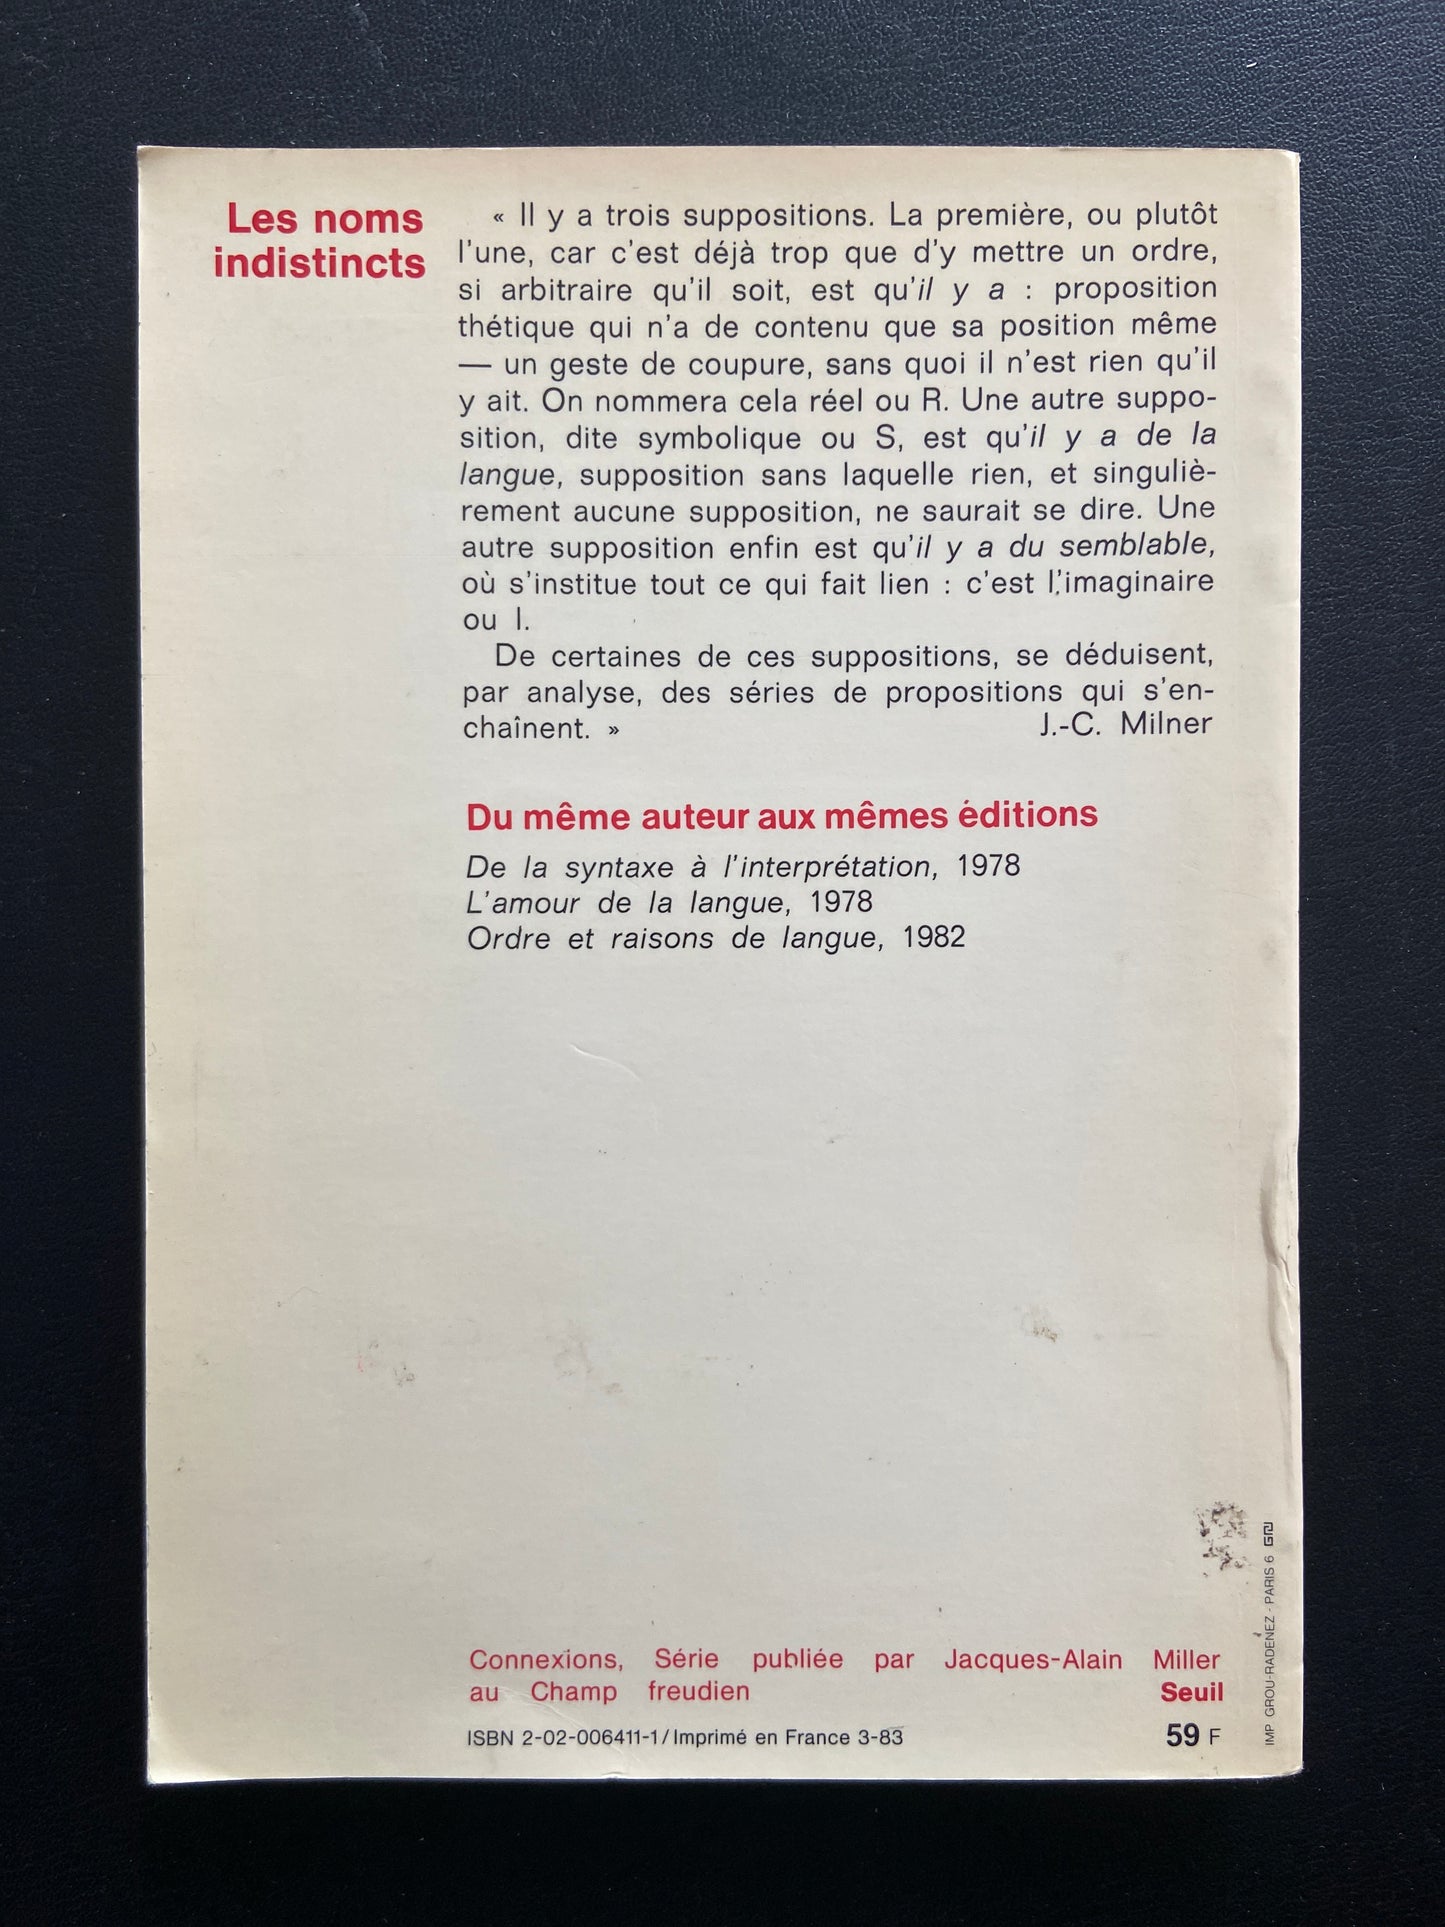 Les noms
indistincts
« Il y a trois suppositions. La première, ou plutôt
l'une, car c'est déjà trop que d'y mettre un ordre,
si arbitraire qu'il soit, est qu'il y a : proposition
thétique qui n'a de contenu que sa position même
— un geste de coupure, sans quoi il n'est rien qu'il
y ait. On nommera cela réel ou R. Une autre suppo-
sition, dite symbolique ou S, est qu'il y a de la
langue, supposition sans laquelle rien, et singuliè-
rement aucune supposition, ne saurait se dire. Une
autre supposition enfin est qu'il y a du semblable,
où s'institue tout ce qui fait lien : c'est l'imaginaire
ou I.
De certaines de ces suppositions, se déduisent,
par analyse, des séries de propositions qui s'en-
chaînent. » J.-C. Milner
Du même auteur aux mêmes éditions
De la syntaxe à l'interprétation, 1978
L'amour de la langue, 1978
Ordre et raisons de langue, 1982
Connexions, Série publiée par Jacques-Alain Miller
au Champ freudien Seuil
ISBN 2-02-006411-1/Imprimé en France 3-83 59 F
IMP GROU-RADENEZ - PARIS 6